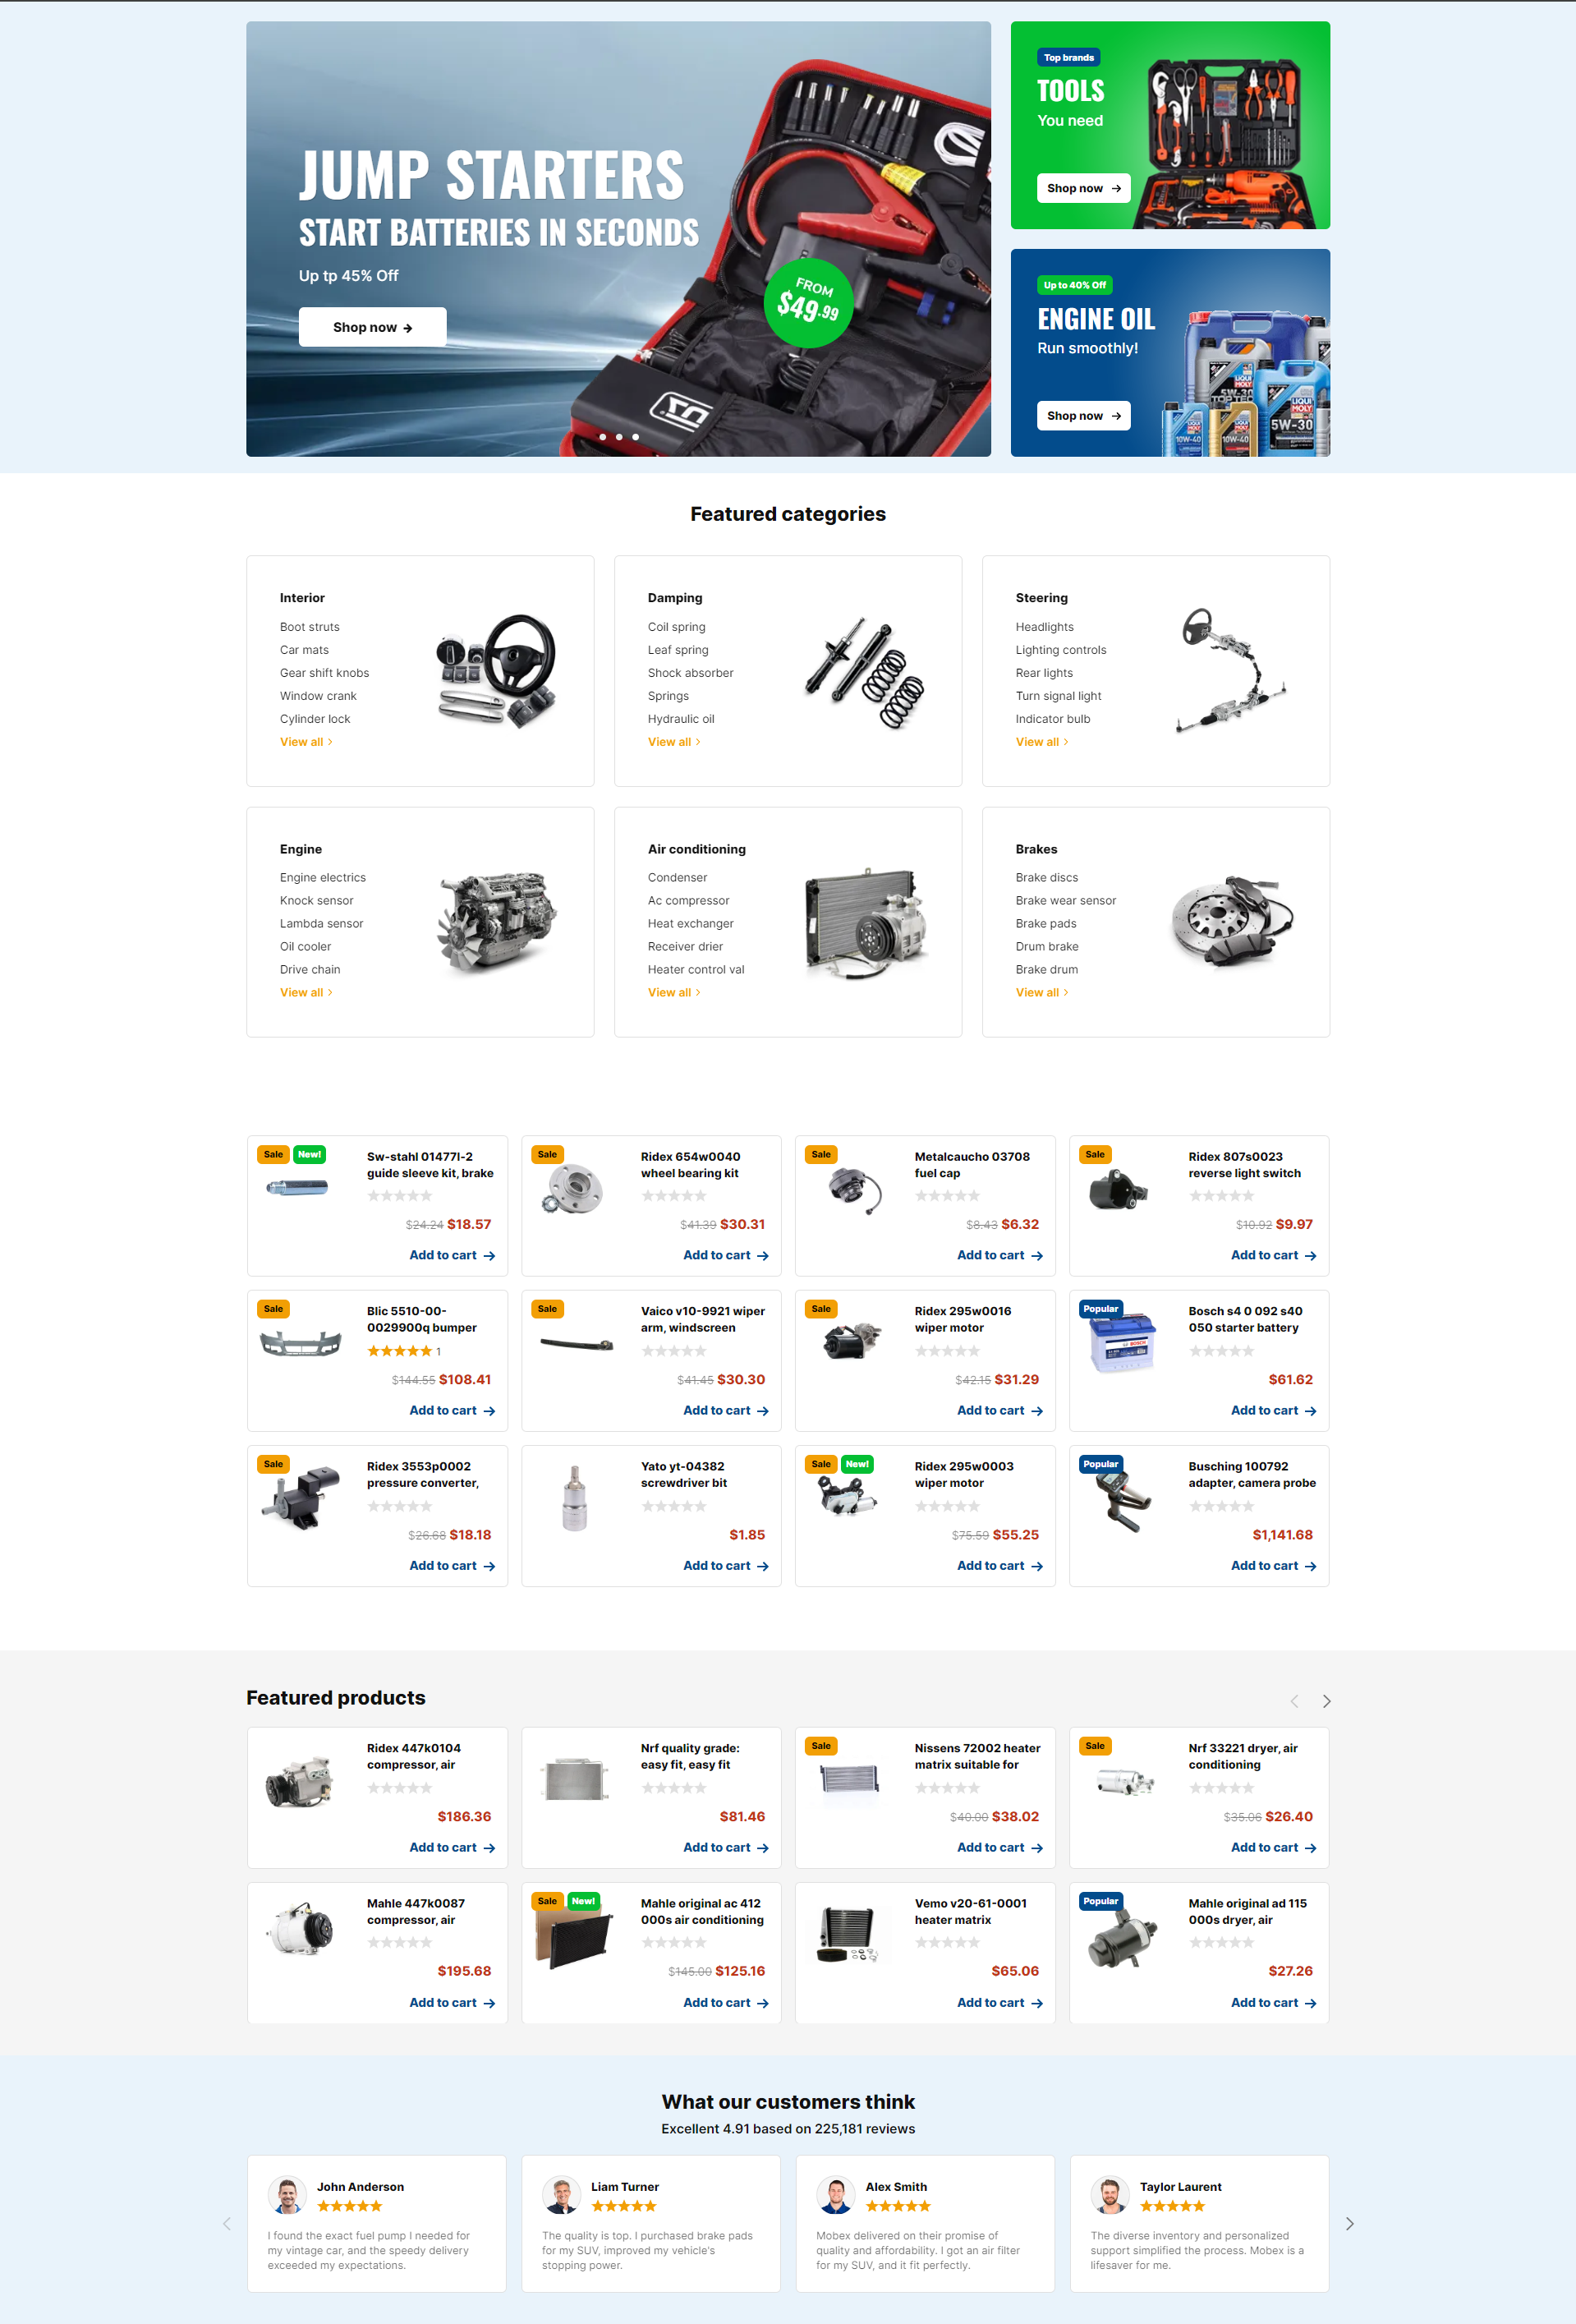 JUMP STARTERS
START BATTERIES IN SECONDS
Up tp 45% Off
Shop now →
FROM
$49.99
Top brands
TOOLS
You need
Shop now →
Up to 40% Off
ENGINE OIL
Run smoothly!
Shop now →
5W-30
TOP TEC
LIQUI MOLY
10W-40
LIQUI MOLY
10W-40
LIQUI MOLY
5W-30
Featured categories
Interior
Boot struts
Car mats
Gear shift knobs
Window crank
Cylinder lock
View all >
Damping
Coil spring
Leaf spring
Shock absorber
Springs
Hydraulic oil
View all >
Steering
Headlights
Lighting controls
Rear lights
Turn signal light
Indicator bulb
View all >
Engine
Engine electrics
Knock sensor
Lambda sensor
Oil cooler
Drive chain
View all >
Air conditioning
Condenser
Ac compressor
Heat exchanger
Receiver drier
Heater control val
View all >
Brakes
Brake discs
Brake wear sensor
Brake pads
Drum brake
Brake drum
View all >
Sale New!
Sw-stahl 01477l-2
guide sleeve kit, brake
$24.24 $18.57
Add to cart →
Sale
Ridex 654w0040
wheel bearing kit
$41.39 $30.31
Add to cart →
Sale
Metalcaucho 03708
fuel cap
$8.43 $6.32
Add to cart →
Sale
Ridex 807s0023
reverse light switch
$10.92 $9.97
Add to cart →
Sale
Blic 5510-00-
0029900q bumper
1
$144.55 $108.41
Add to cart →
Sale
Vaico v10-9921 wiper
arm, windscreen
$41.45 $30.30
Add to cart →
Sale
Ridex 295w0016
wiper motor
$42.15 $31.29
Add to cart →
Popular
BOSCH
Bosch s4 0 092 s40
050 starter battery
$61.62
Add to cart →
Sale
Ridex 3553p0002
pressure converter,
$26.68 $18.18
Add to cart →
Yato yt-04382
screwdriver bit
$1.85
Add to cart →
Sale New!
Ridex 295w0003
wiper motor
$75.59 $55.25
Add to cart →
Popular
Busching 100792
adapter, camera probe
$1,141.68
Add to cart →
Featured products
Ridex 447k0104
compressor, air
$186.36
Add to cart →
Nrf quality grade:
easy fit, easy fit
$81.46
Add to cart →
Sale
Nissens 72002 heater
matrix suitable for
$40.00 $38.02
Add to cart →
Sale
Nrf 33221 dryer, air
conditioning
$35.06 $26.40
Add to cart →
Mahle 447k0087
compressor, air
$195.68
Add to cart →
Sale New!
Mahle original ac 412
000s air conditioning
$145.00 $125.16
Add to cart →
Vemo v20-61-0001
heater matrix
$65.06
Add to cart →
Popular
Mahle original ad 115
000s dryer, air
$27.26
Add to cart →
What our customers think
Excellent 4.91 based on 225,181 reviews
John Anderson
I found the exact fuel pump I needed for
my vintage car, and the speedy delivery
exceeded my expectations.
Liam Turner
The quality is top. I purchased brake pads
for my SUV, improved my vehicle's
stopping power.
Alex Smith
Mobex delivered on their promise of
quality and affordability. I got an air filter
for my SUV, and it fit perfectly.
Taylor Laurent
The diverse inventory and personalized
support simplified the process. Mobex is a
lifesaver for me.